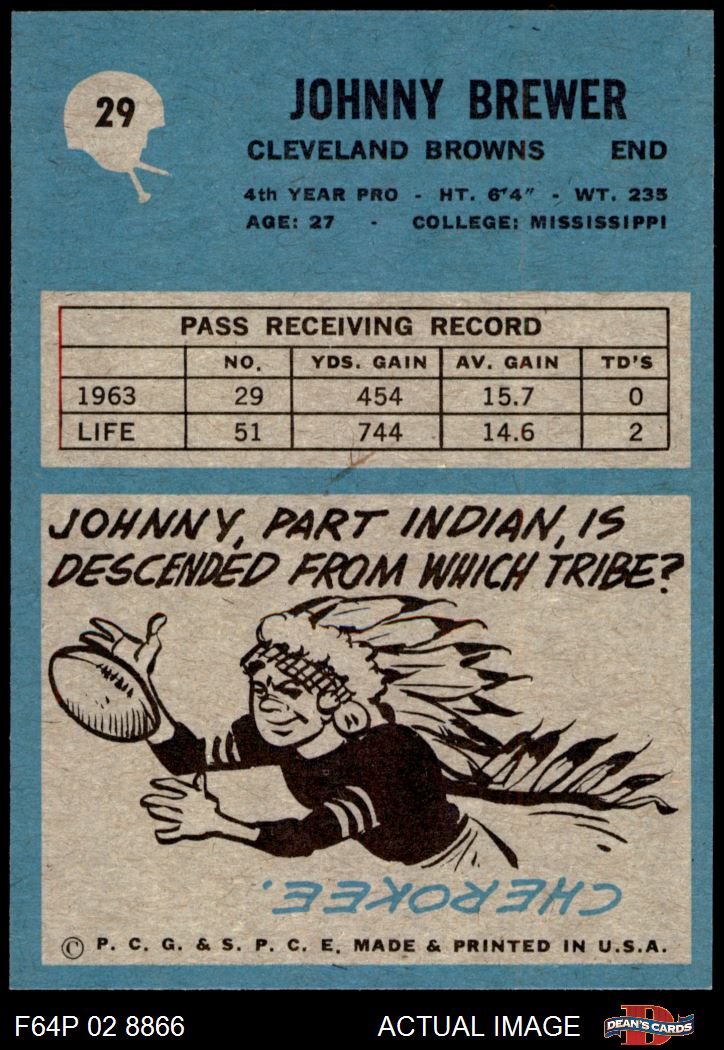 29
JOHNNY BREWER
CLEVELAND BROWNS END
4th YEAR PRO - HT. 6'4" - WT. 235
AGE: 27 - COLLEGE: MISSISSIPPI
PASS RECEIVING RECORD
NO. YDS. GAIN AV. GAIN TD'S
1963 29 454 15.7 0
LIFE 51 744 14.6 2
JOHNNY, PART INDIAN, IS
DESCENDED FROM WHICH TRIBE?
CHEROKEE.
© P. C. G. & S. P. C. E. MADE & PRINTED IN U.S.A.
F64P 02 8866 ACTUAL IMAGE D DEAN'S CARDS